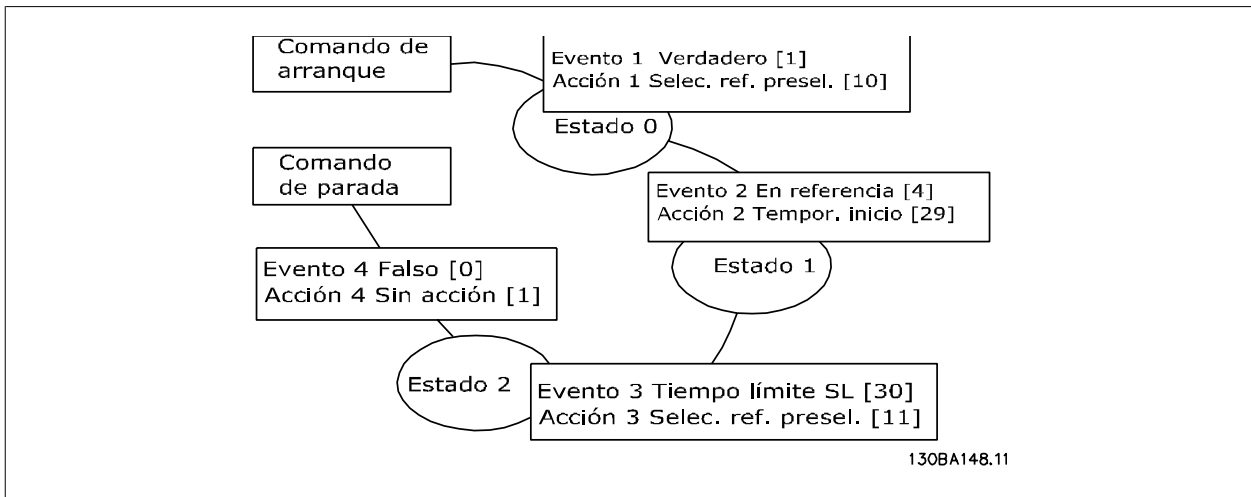 Comando de
arranque
Evento 1 Verdadero [1]
Acción 1 Selec. ref. presel. [10]
Estado 0
Comando
de parada
Evento 2 En referencia [4]
Acción 2 Tempor. inicio [29]
Estado 1
Evento 4 Falso [0]
Acción 4 Sin acción [1]
Estado 2
Evento 3 Tiempo límite SL [30]
Acción 3 Selec. ref. presel. [11]
130BA148.11